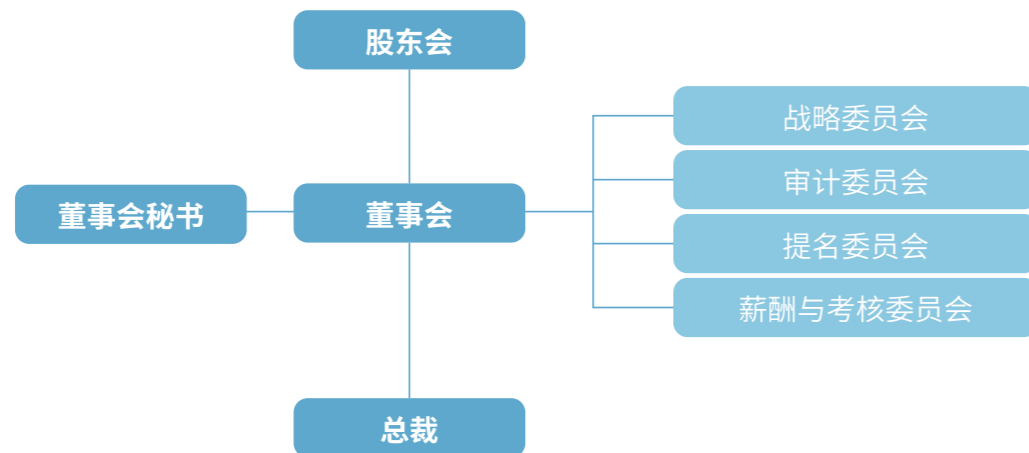 股东会
战略委员会
审计委员会
董事会秘书
董事会
提名委员会
薪酬与考核委员会
总裁